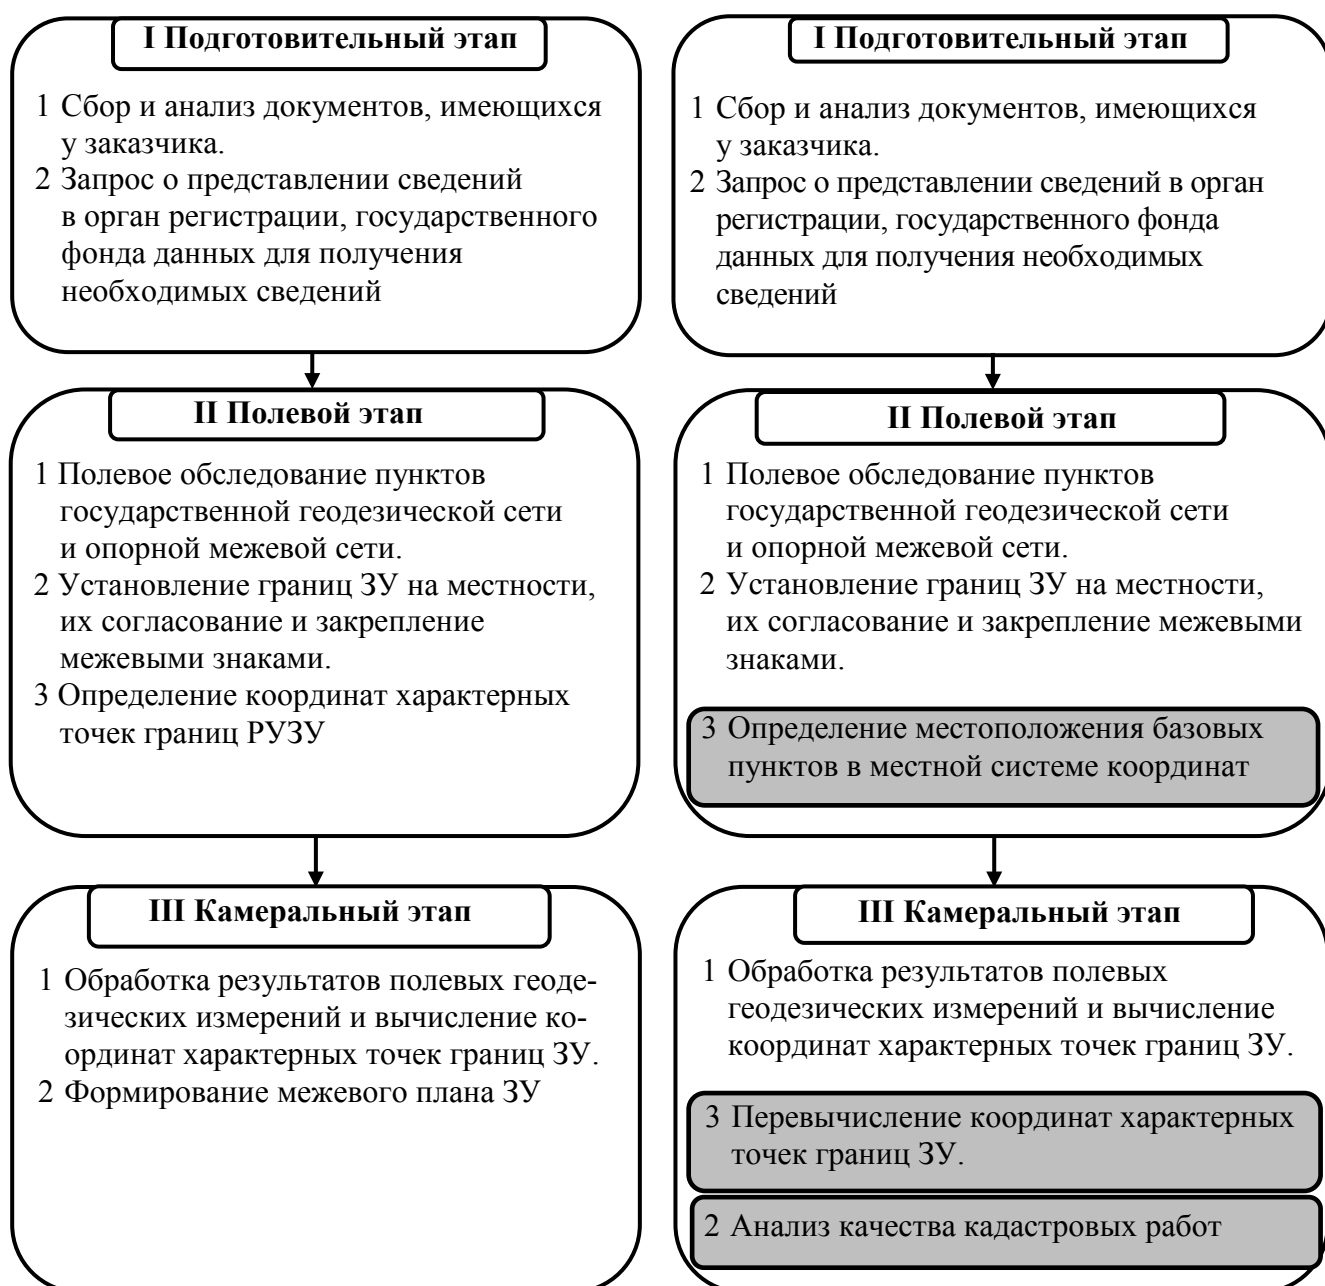 I Подготовительный этап
1 Сбор и анализ документов, имеющихся
у заказчика.
2 Запрос о представлении сведений
в орган регистрации, государственного
фонда данных для получения
необходимых сведений
II Полевой этап
1 Полевое обследование пунктов
государственной геодезической сети
и опорной межевой сети.
2 Установление границ ЗУ на местности,
их согласование и закрепление
межевыми знаками.
3 Определение координат характерных
точек границ РУЗУ
III Камеральный этап
1 Обработка результатов полевых геоде-
зических измерений и вычисление ко-
ординат характерных точек границ ЗУ.
2 Формирование межевого плана ЗУ
I Подготовительный этап
1 Сбор и анализ документов, имеющихся
у заказчика.
2 Запрос о представлении сведений в орган
регистрации, государственного фонда
данных для получения необходимых
сведений
II Полевой этап
1 Полевое обследование пунктов
государственной геодезической сети
и опорной межевой сети.
2 Установление границ ЗУ на местности,
их согласование и закрепление межевыми
знаками.
3 Определение местоположения базовых
пунктов в местной системе координат
III Камеральный этап
1 Обработка результатов полевых
геодезических измерений и вычисление
координат характерных точек границ ЗУ.
3 Перевычисление координат характерных
точек границ ЗУ.
2 Анализ качества кадастровых работ